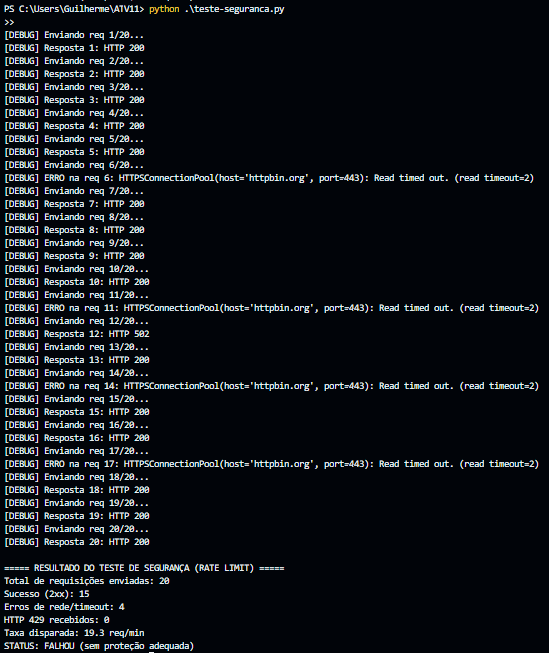 PS C:\Users\Guilherme\ATV11> python .\teste-seguranca.py
>>
[DEBUG] Enviando req 1/20...
[DEBUG] Resposta 1: HTTP 200
[DEBUG] Enviando req 2/20...
[DEBUG] Resposta 2: HTTP 200
[DEBUG] Enviando req 3/20...
[DEBUG] Resposta 3: HTTP 200
[DEBUG] Enviando req 4/20...
[DEBUG] Resposta 4: HTTP 200
[DEBUG] Enviando req 5/20...
[DEBUG] Resposta 5: HTTP 200
[DEBUG] Enviando req 6/20...
[DEBUG] ERRO na req 6: HTTPSConnectionPool(host='httpbin.org', port=443): Read timed out. (read timeout=2)
[DEBUG] Enviando req 7/20...
[DEBUG] Resposta 7: HTTP 200
[DEBUG] Enviando req 8/20...
[DEBUG] Resposta 8: HTTP 200
[DEBUG] Enviando req 9/20...
[DEBUG] Resposta 9: HTTP 200
[DEBUG] Enviando req 10/20...
[DEBUG] Resposta 10: HTTP 200
[DEBUG] Enviando req 11/20...
[DEBUG] ERRO na req 11: HTTPSConnectionPool(host='httpbin.org', port=443): Read timed out. (read timeout=2)
[DEBUG] Enviando req 12/20...
[DEBUG] Resposta 12: HTTP 502
[DEBUG] Enviando req 13/20...
[DEBUG] Resposta 13: HTTP 200
[DEBUG] Enviando req 14/20...
[DEBUG] ERRO na req 14: HTTPSConnectionPool(host='httpbin.org', port=443): Read timed out. (read timeout=2)
[DEBUG] Enviando req 15/20...
[DEBUG] Resposta 15: HTTP 200
[DEBUG] Enviando req 16/20...
[DEBUG] Resposta 16: HTTP 200
[DEBUG] Enviando req 17/20...
[DEBUG] ERRO na req 17: HTTPSConnectionPool(host='httpbin.org', port=443): Read timed out. (read timeout=2)
[DEBUG] Enviando req 18/20...
[DEBUG] Resposta 18: HTTP 200
[DEBUG] Enviando req 19/20...
[DEBUG] Resposta 19: HTTP 200
[DEBUG] Enviando req 20/20...
[DEBUG] Resposta 20: HTTP 200
===== RESULTADO DO TESTE DE SEGURANÇA (RATE LIMIT) =====
Total de requisições enviadas: 20
Sucesso (2xx): 15
Erros de rede/timeout: 4
HTTP 429 recebidos: 0
Taxa disparada: 19.3 req/min
STATUS: FALHOU (sem proteção adequada)